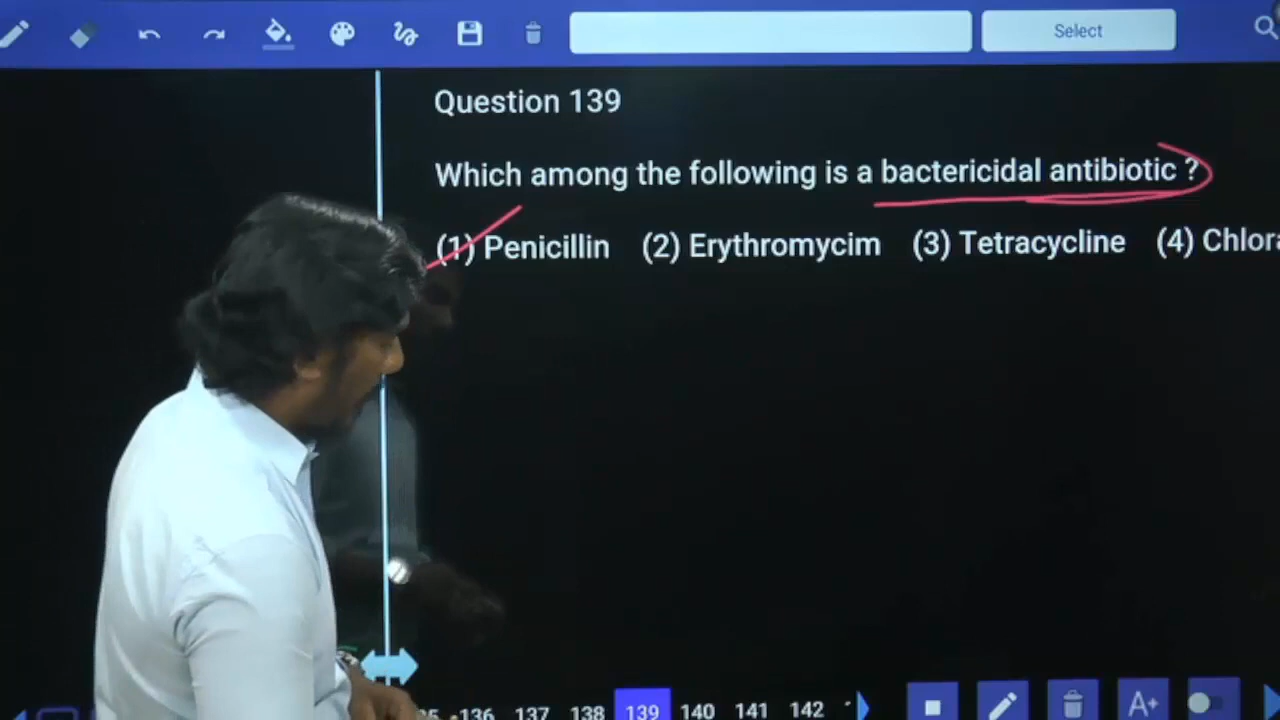 Select
Question 139
Which among the following is a bactericidal antibiotic ?
(1) Penicillin (2) Erythromycim (3) Tetracycline (4) Chlora
136 137 138 139 140 141 142
A+